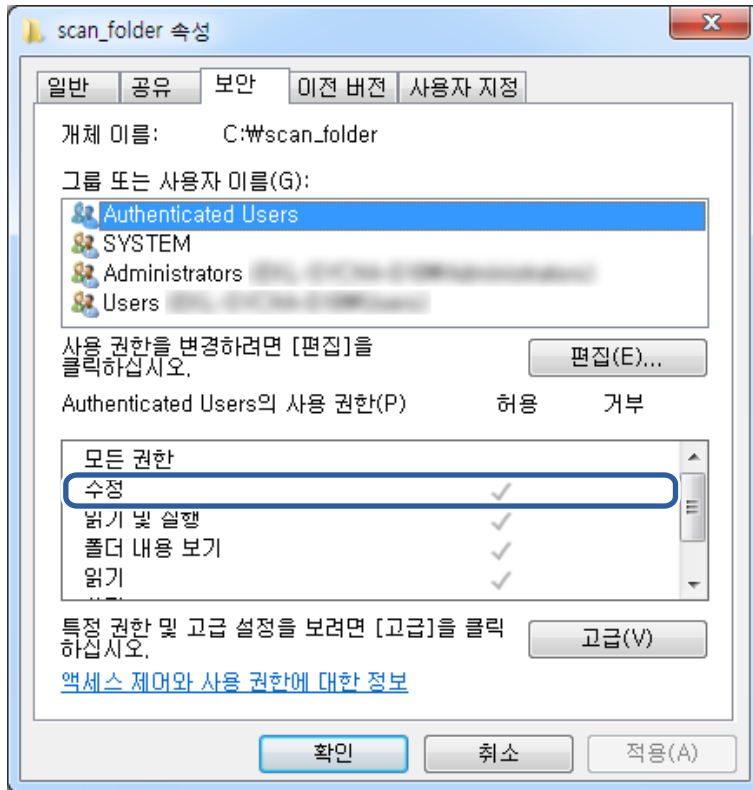 scan_folder 속성
일반 공유 보안 이전 버전 사용자 지정
개체 이름: C:₩scan_folder
그룹 또는 사용자 이름(G):
Authenticated Users
SYSTEM
Administrators
Users
사용 권한을 변경하려면 [편집]을
클릭하십시오.
편집(E)...
Authenticated Users의 사용 권한(P) 허용 거부
모든 권한
수정
읽기 및 실행
폴더 내용 보기
읽기
특정 권한 및 고급 설정을 보려면 [고급]을 클릭
하십시오.
고급(V)
액세스 제어와 사용 권한에 대한 정보
확인 취소 적용(A)